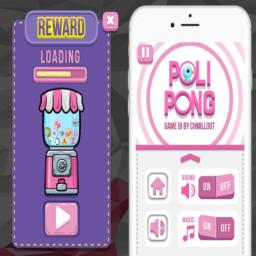 REWARD
LOADING
POLI
PONG
GAME UI BY CHMILLOUT
SOUND
ON OFF
MUSIC
ON OFF